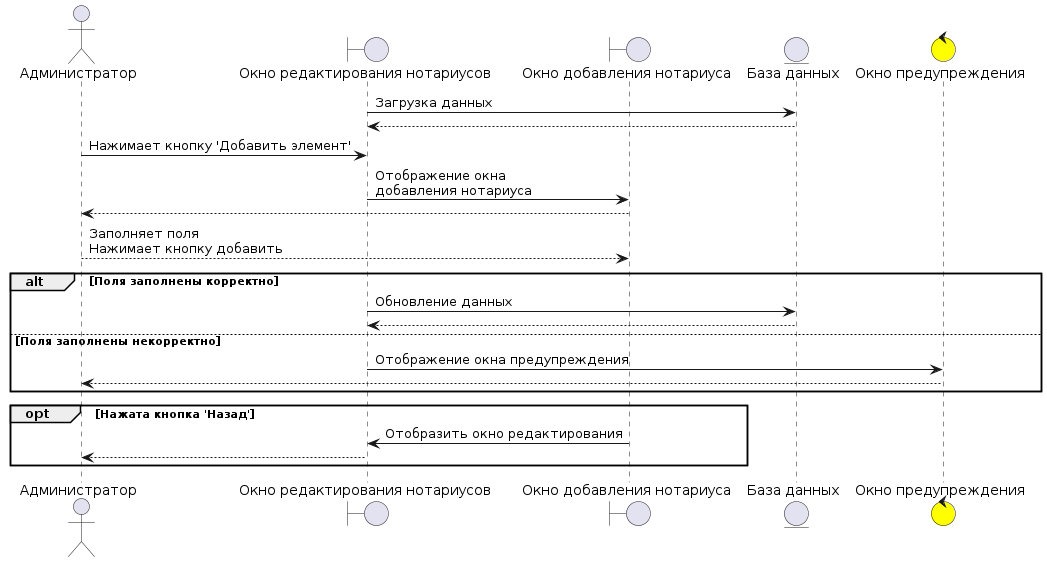 Администратор
Окно редактирования нотариусов
Окно добавления нотариуса
База данных
Окно предупреждения
Загрузка данных
Нажимает кнопку 'Добавить элемент'
Отображение окна
добавления нотариуса
Заполняет поля
Нажимает кнопку добавить
alt
[Поля заполнены корректно]
Обновление данных
[Поля заполнены некорректно]
Отображение окна предупреждения
opt
[Нажата кнопка 'Назад']
Отобразить окно редактирования
Администратор
Окно редактирования нотариусов
Окно добавления нотариуса
База данных
Окно предупреждения